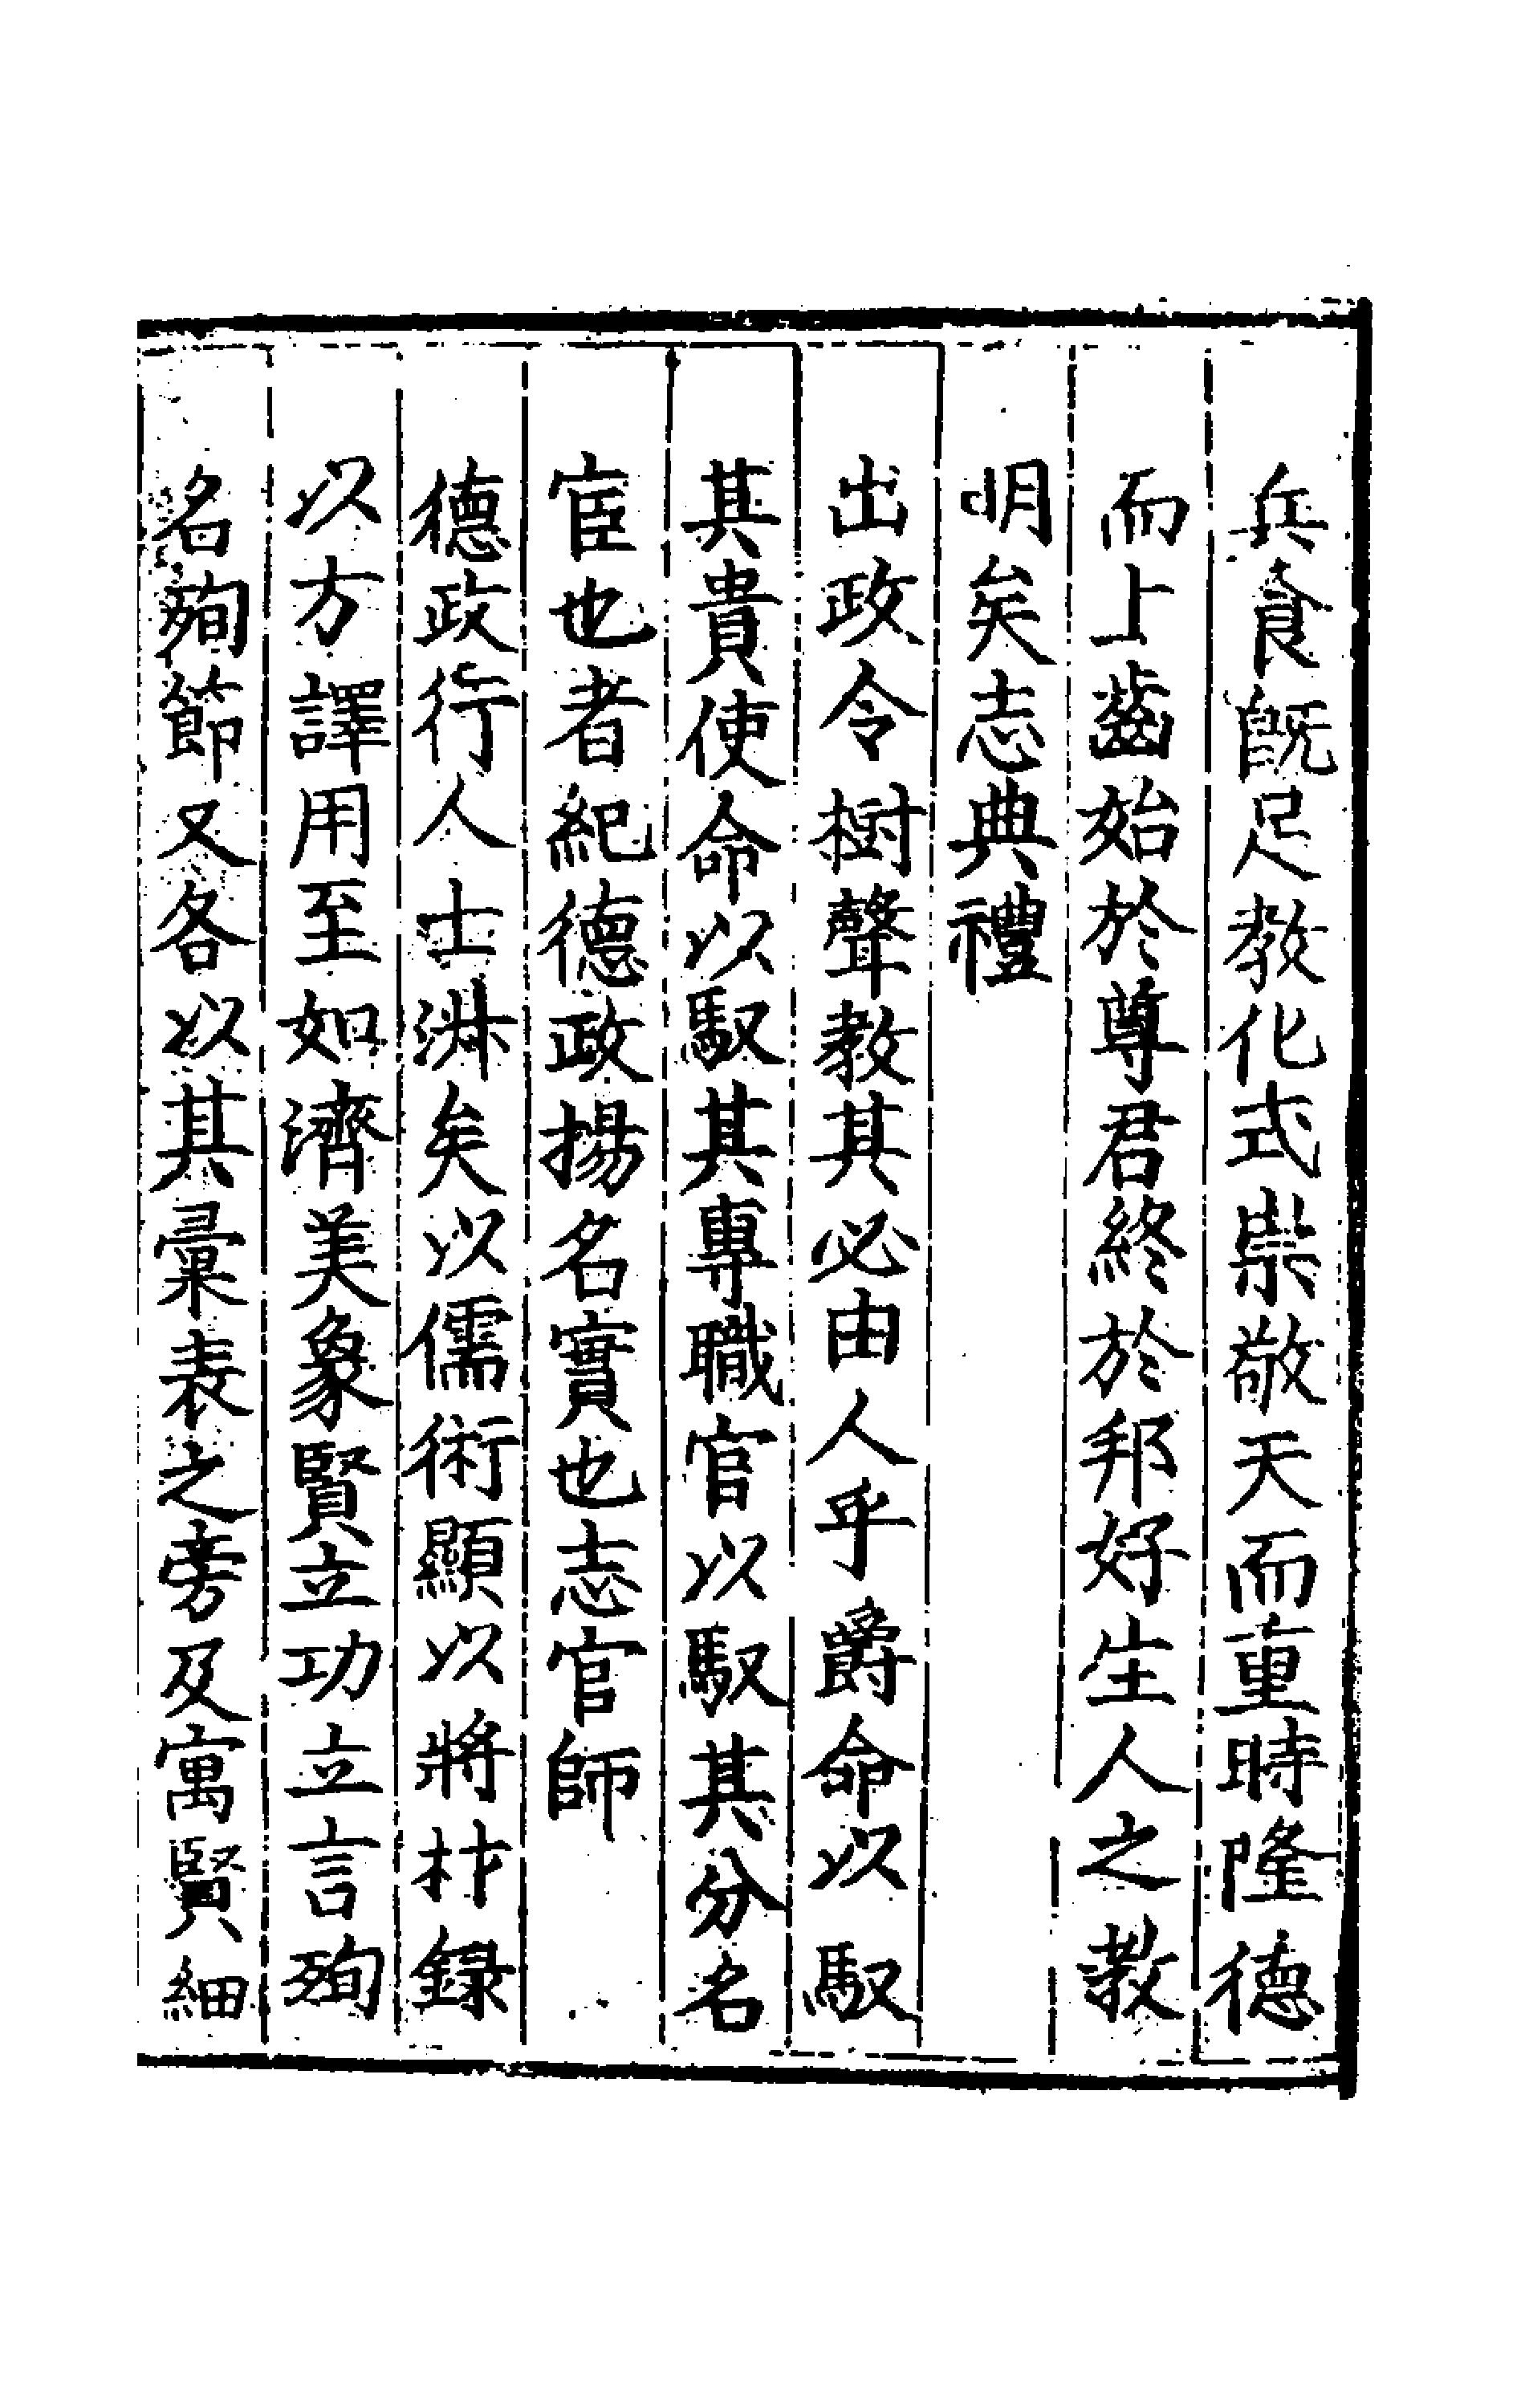 兵食既足教化式崇敬天而重時隆德
而上齒始於尊君終於邦好生人之教
明矣志典禮
出政令樹聲教其必由人乎爵命以馭
其貴使命以馭其專職官以馭其分名
宦也者紀德政揚名實也志官師
德政行人士淋矣以儒術顯以將材錄
以方譯用至如濟美象賢立功立言殉
名殉節又各以其彙表之旁及寓賢細